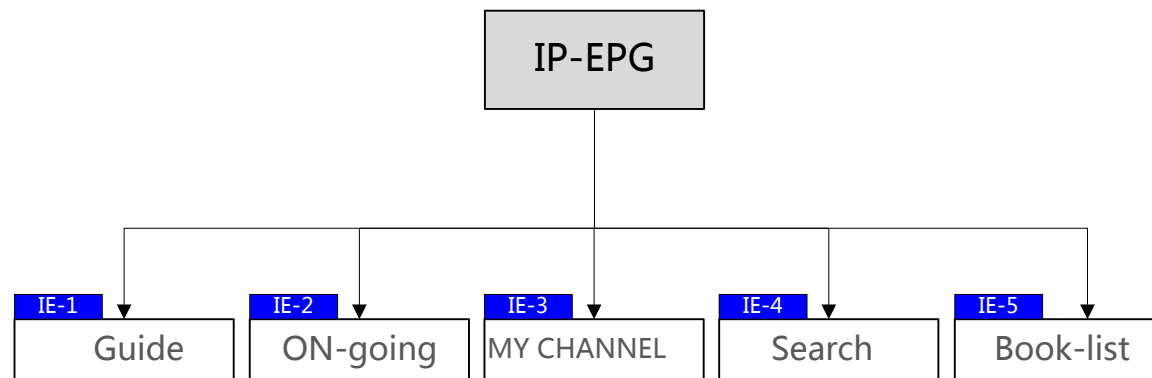 IP-EPG
IE-1
IE-2
IE-3
IE-4
IE-5
Guide
ON-going
MY CHANNEL
Search
Book-list